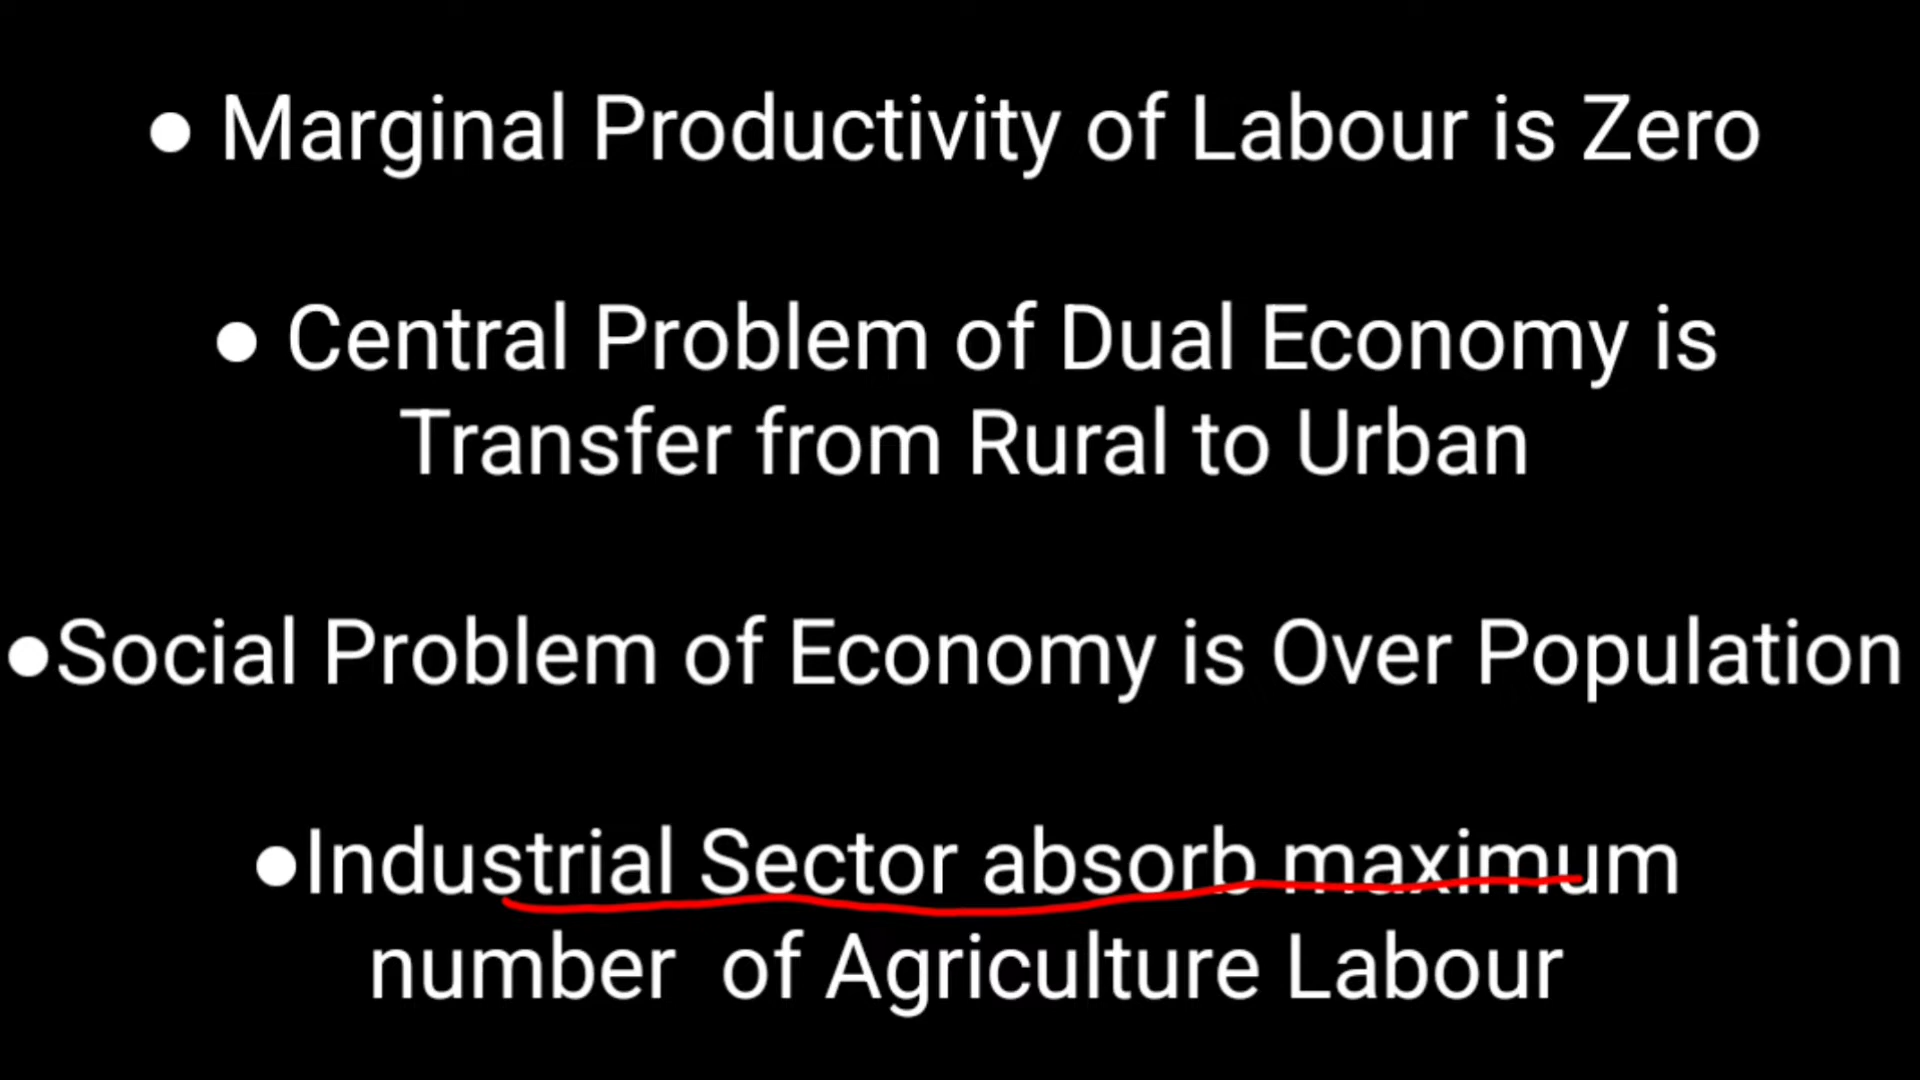 ● Marginal Productivity of Labour is Zero
● Central Problem of Dual Economy is
Transfer from Rural to Urban
●Social Problem of Economy is Over Population
●Industrial Sector absorb maximum
number  of Agriculture Labour